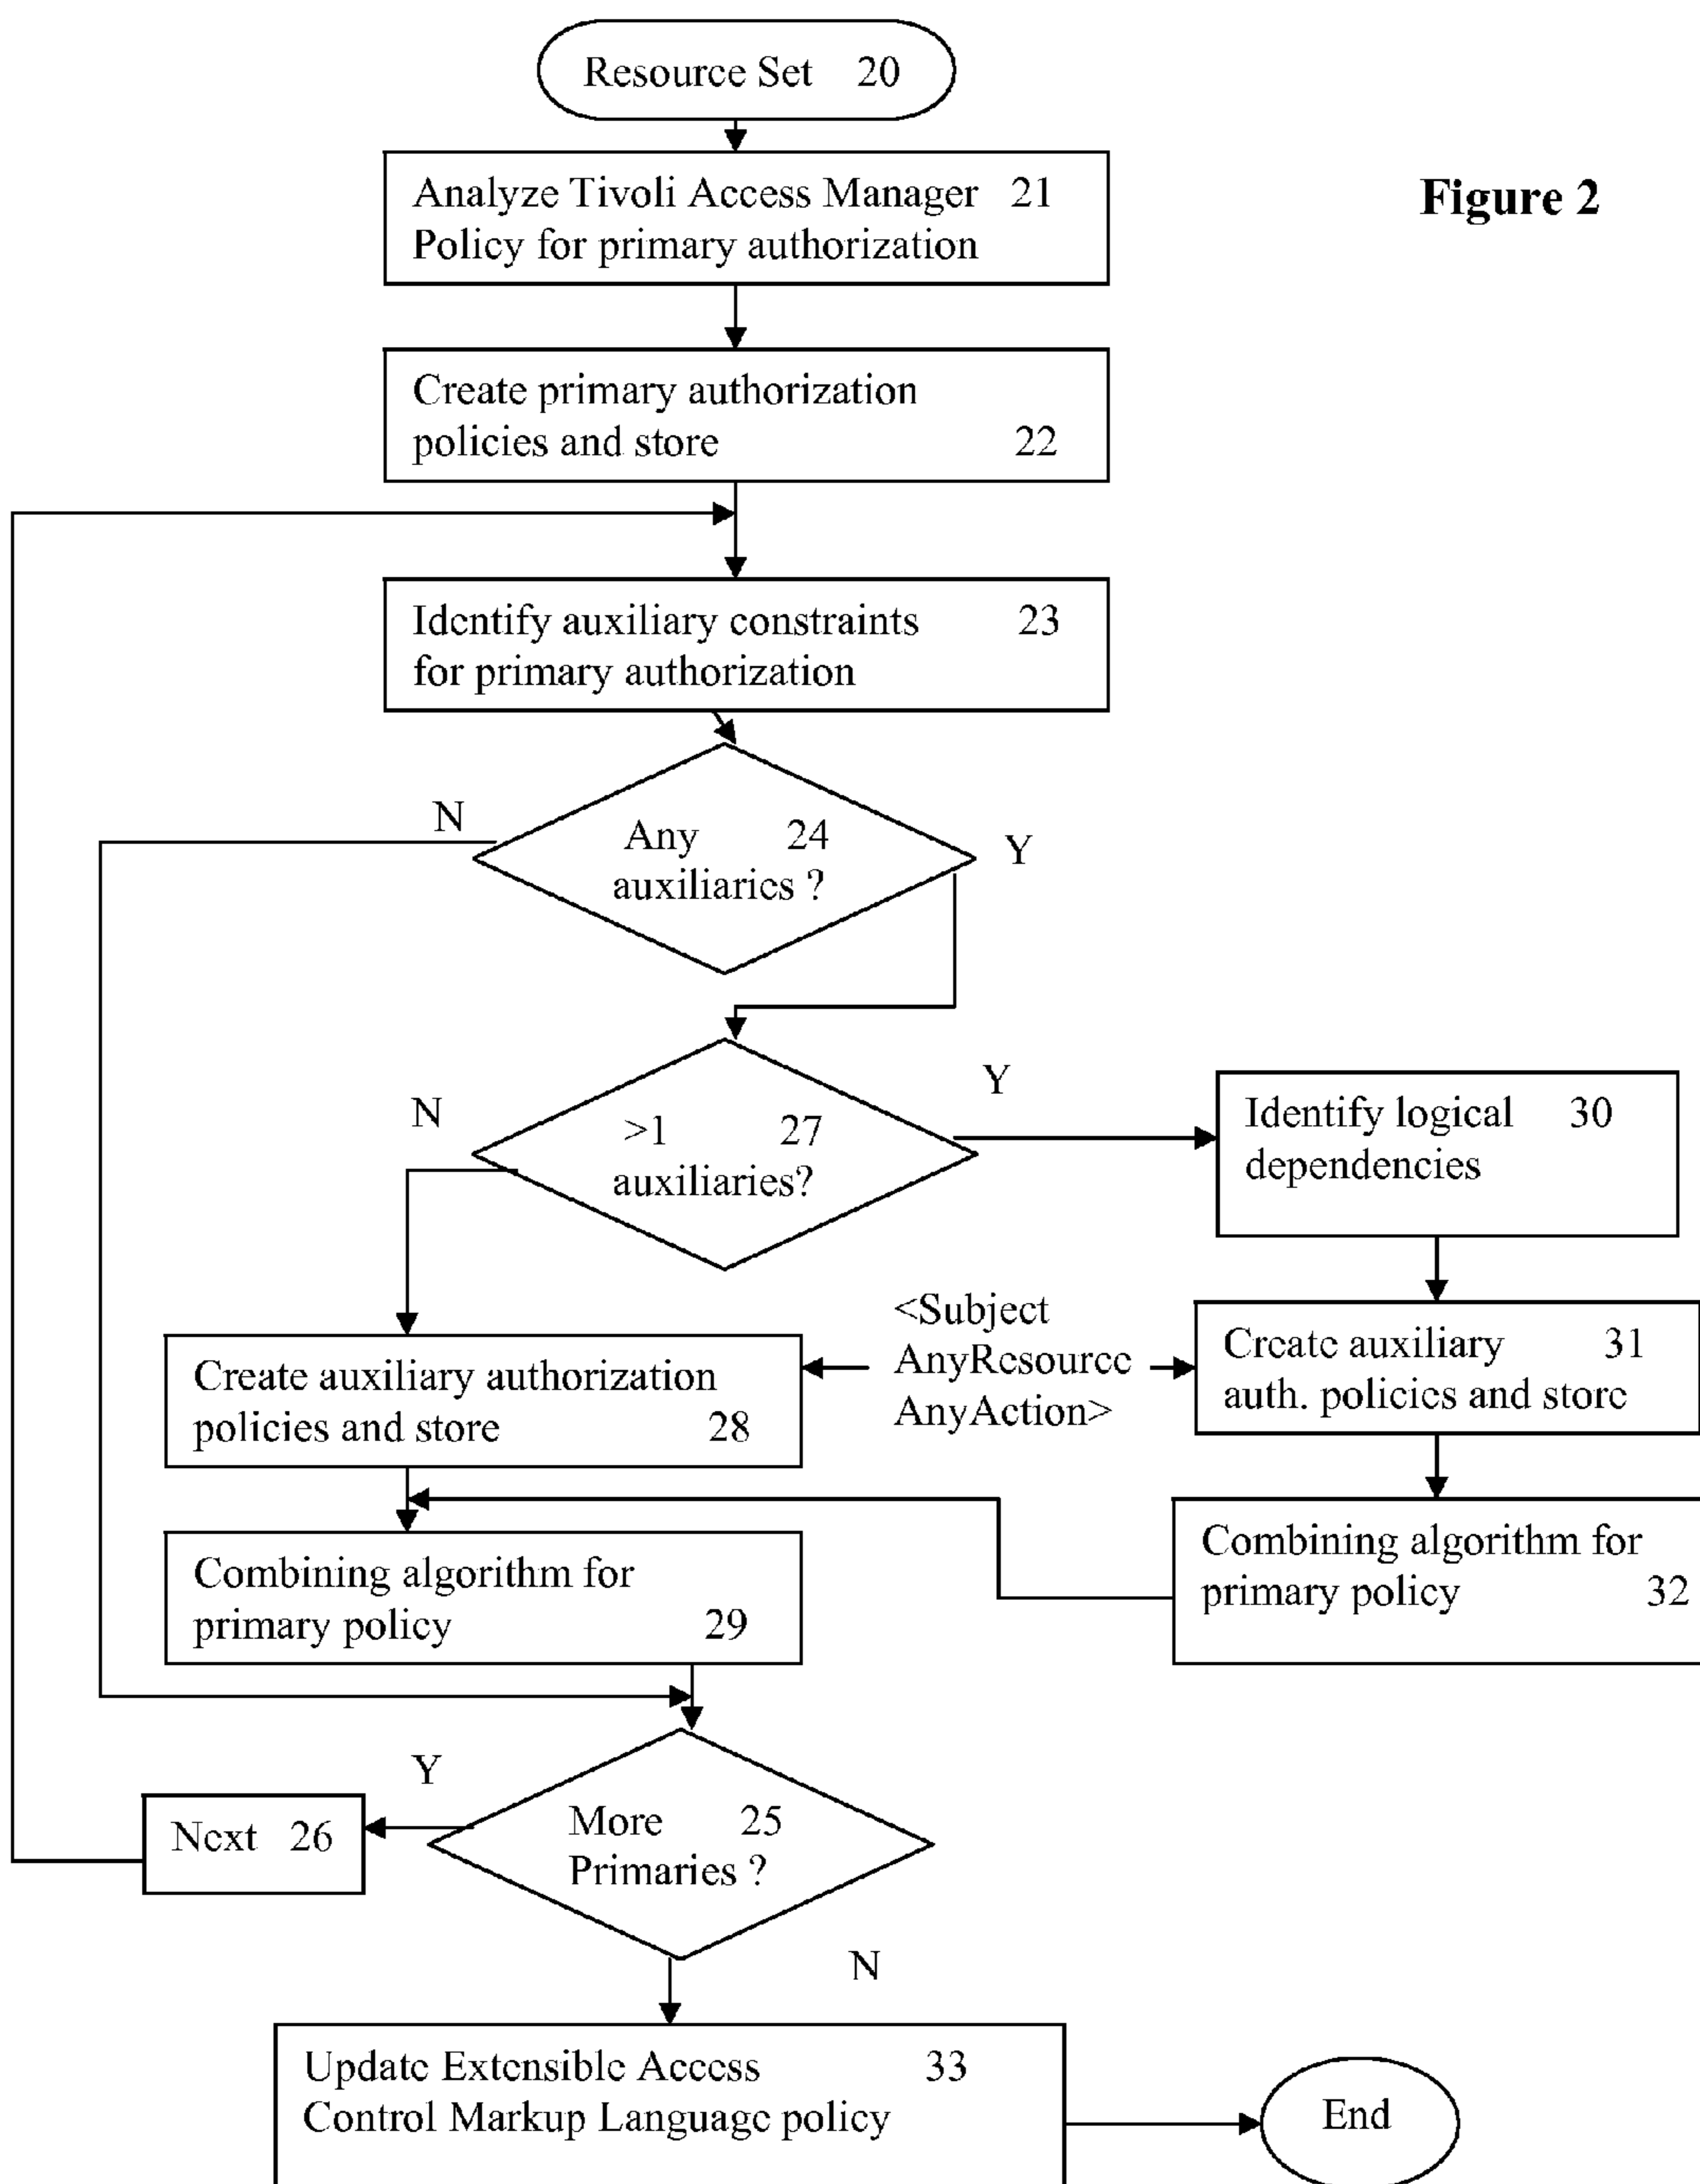 Resource Set 20
Figure 2
Analyze Tivoli Access Manager 21
Policy for primary authorization
Create primary authorization
policies and store 22
Identify auxiliary constraints 23
for primary authorization
N
Any 24
auxiliaries ?
Y
N
>1 27
auxiliaries?
Y
Identify logical 30
dependencies
<Subject
AnyResource
AnyAction>
Create auxiliary 31
auth. policies and store
Create auxiliary authorization
policies and store 28
Combining algorithm for
primary policy 32
Combining algorithm for
primary policy 29
Y
Next 26
More 25
Primaries ?
N
Update Extensible Access 33
Control Markup Language policy
End